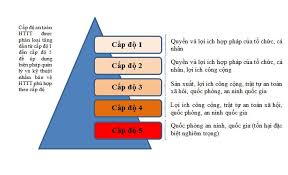 Cấp độ an toàn
HTTT được
phân loại tăng
dần từ cấp độ 1
đến cấp độ 5
để áp dụng
biện pháp quản
lý và kỹ thuật
nhằm bảo vệ
HTTT phù hợp
theo cấp độ
Cấp độ 1
Quyền và lợi ích hợp pháp của tổ chức, cá
nhân
Cấp độ 2
Quyền và lợi ích hợp pháp của tổ chức, cá
nhân, lợi ích công cộng
Cấp độ 3
Sản xuất, lợi ích công cộng, trật tự an toàn
xã hội, quốc phòng, an ninh quốc gia
Cấp độ 4
Lợi ích công cộng, trật tự an toàn xã hội,
quốc phòng, an ninh quốc gia
Cấp độ 5
Quốc phòng an ninh, quốc gia (tổn hại đặc
biệt nghiêm trọng)